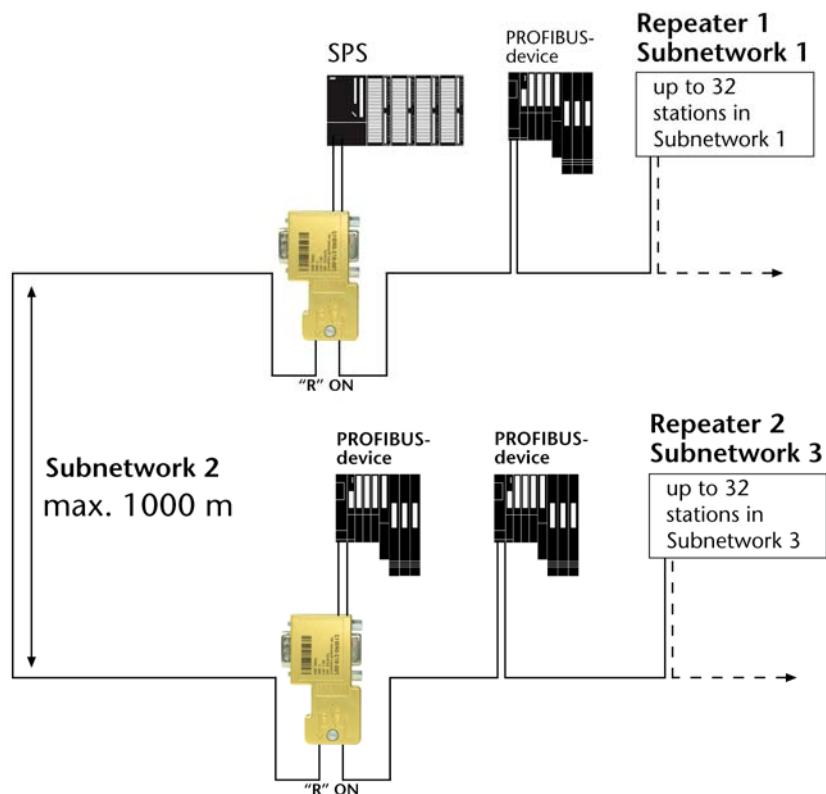 Repeater 1
Subnetwork 1
SPS
PROFIBUS-
device
up to 32
stations in
Subnetwork 1
"R" ON
Subnetwork 2
max. 1000 m
PROFIBUS-
device
PROFIBUS-
device
Repeater 2
Subnetwork 3
up to 32
stations in
Subnetwork 3
"R" ON